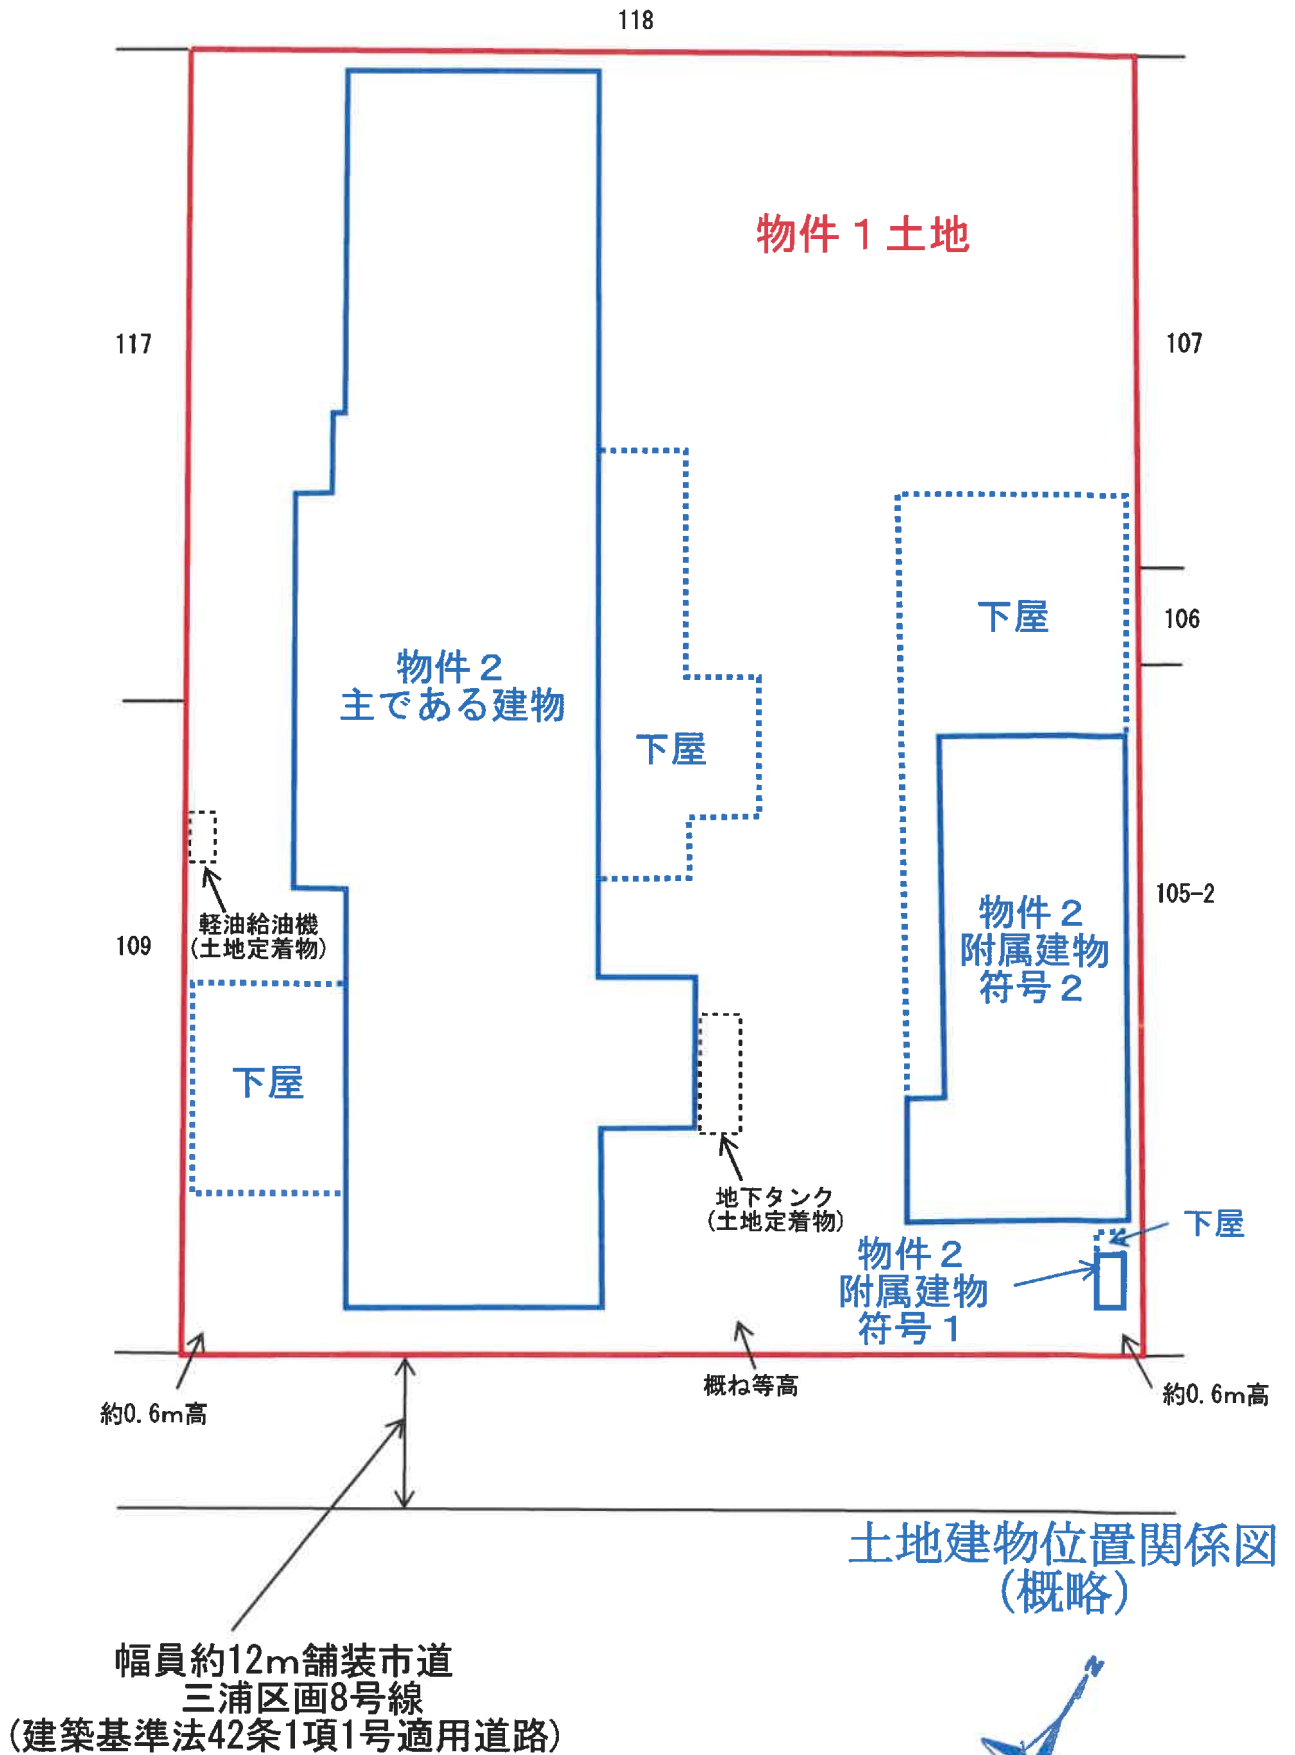 118
物件1土地
117
107
106
下屋
物件2
主である建物
下屋
軽油給油機
(土地定着物)
109
105-2
物件2
附属建物
符号2
下屋
地下タンク
(土地定着物)
下屋
物件2
附属建物
符号1
約0.6m高
概ね等高
約0.6m高
土地建物位置関係図
(概略)
幅員約12m舗装市道
三浦区画8号線
(建築基準法42条1項1号適用道路)
N